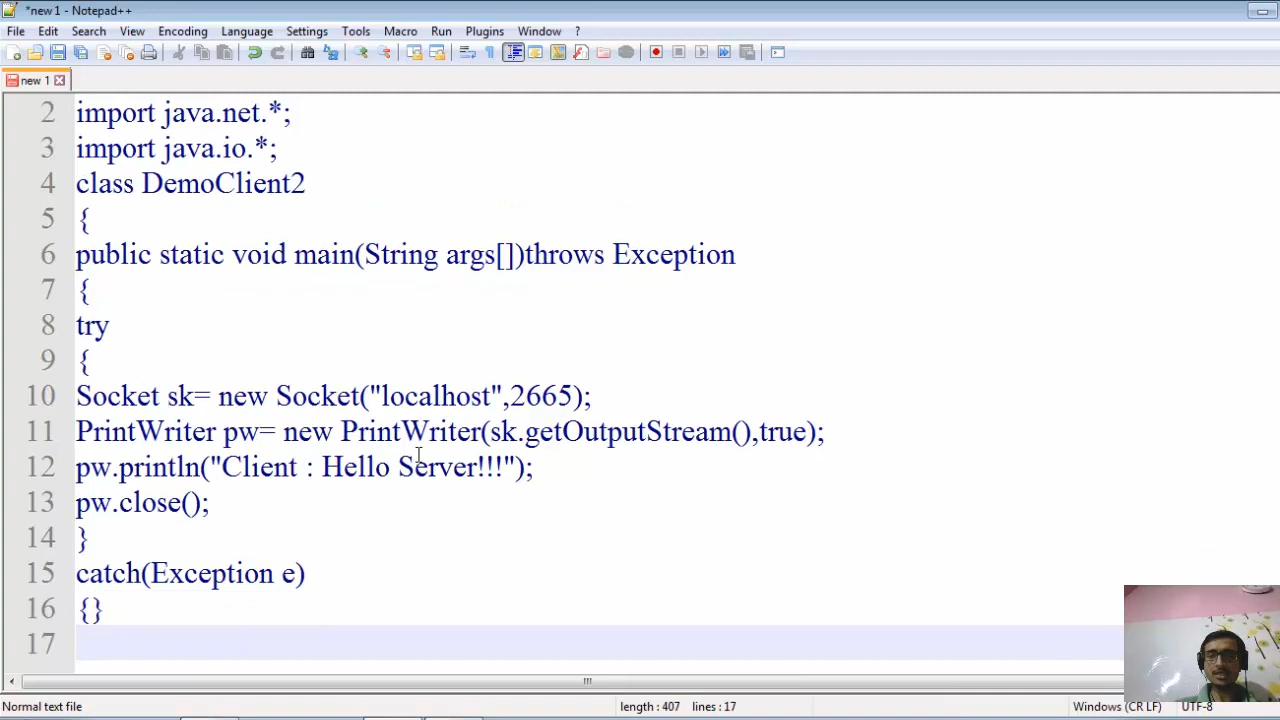 *new 1 - Notepad++
File Edit Search View Encoding Language Settings Tools Macro Run Plugins Window ?
new 1
2 import java.net.*;
3 import java.io.*;
4 class DemoClient2
5 {
6 public static void main(String args[])throws Exception
7 {
8 try
9 {
10 Socket sk= new Socket("localhost",2665);
11 PrintWriter pw= new PrintWriter(sk.getOutputStream(),true);
12 pw.println("Client : Hello Server!!!");
13 pw.close();
14 }
15 catch(Exception e)
16 {}
17
Normal text file length : 407 lines : 17 Windows (CR LF) UTF-8